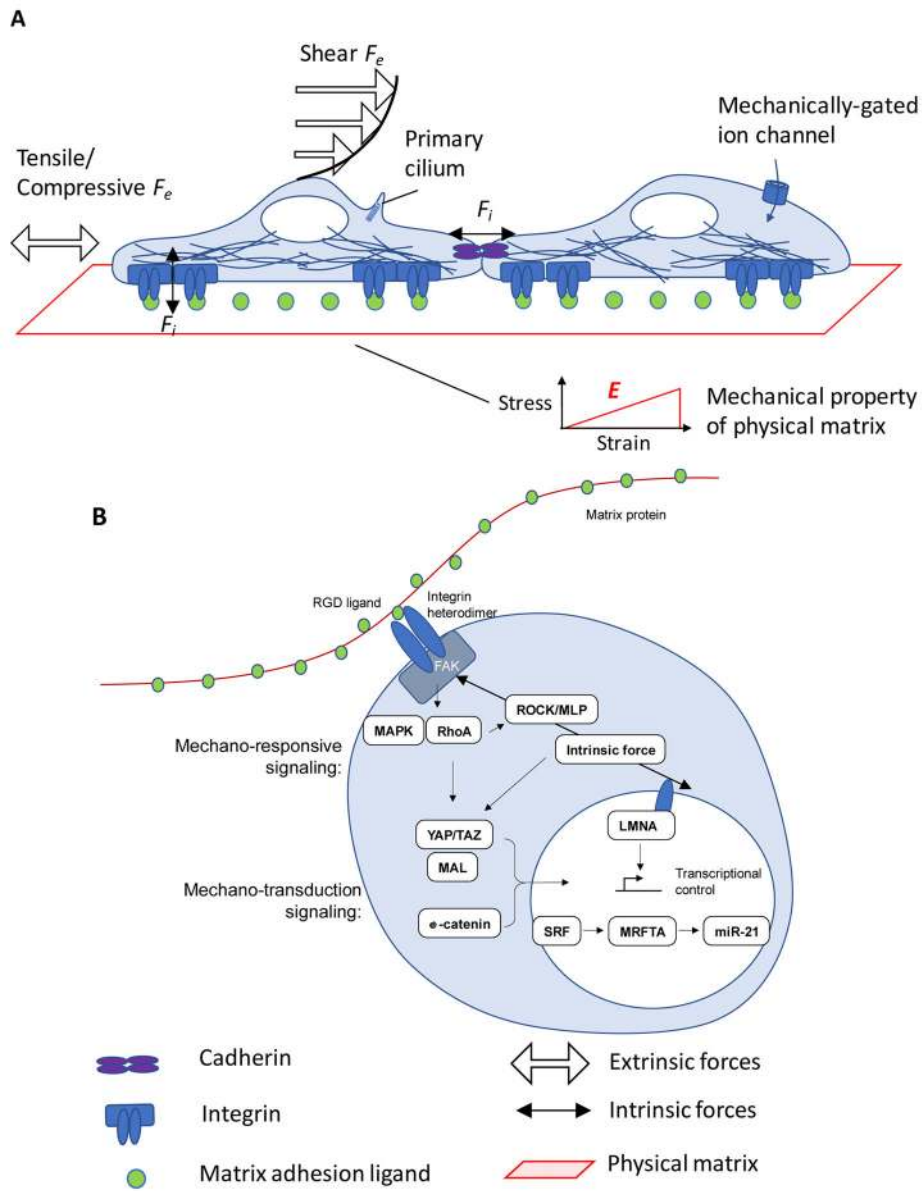 A
Shear Fe
Mechanically-gated
ion channel
Primary
cilium
Tensile/
Compressive Fe
Fi
Fi
Stress
E
Strain
Mechanical property
of physical matrix
B
Matrix protein
RGD ligand
Integrin
heterodimer
FAK
ROCK/MLP
MAPK
RhoA
Mechano-responsive
signaling:
Intrinsic force
LMNA
YAP/TAZ
MAL
Transcriptional
control
Mechano-transduction
signaling:
-catenin
SRF
MRFTA
miR-21
Cadherin
Extrinsic forces
Integrin
Intrinsic forces
Matrix adhesion ligand
Physical matrix